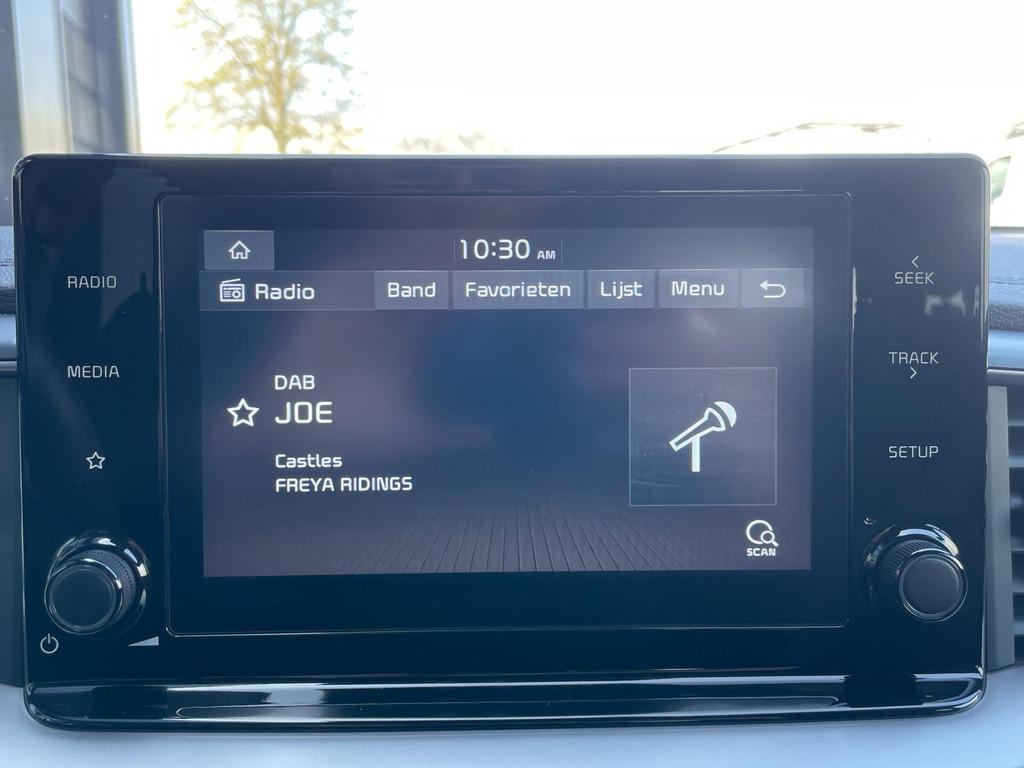 10:30 AM
Radio Band Favorieten Lijst Menu
RADIO
MEDIA
DAB
JOE
Castles
FREYA RIDINGS
SCAN
SEEK
TRACK
SETUP